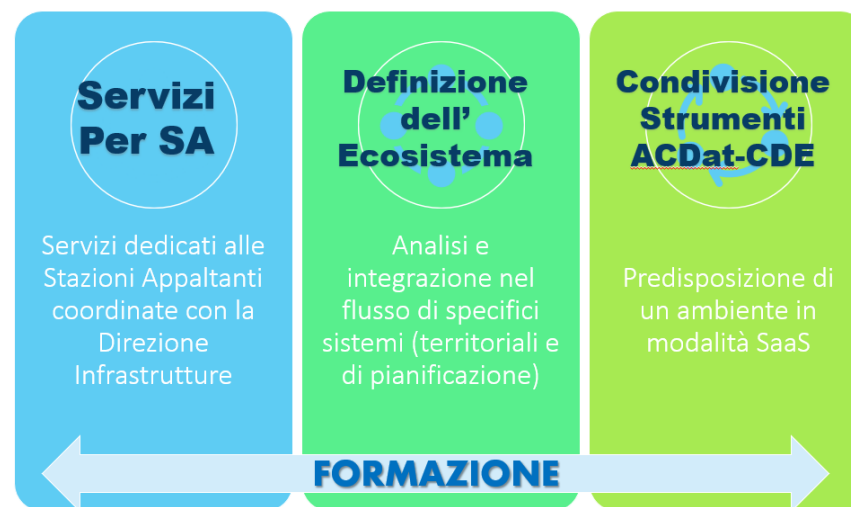 Servizi
Per SA
Servizi dedicati alle
Stazioni Appaltanti
coordinate con la
Direzione
Infrastrutture
Definizione
dell’
Ecosistema
Analisi e
integrazione nel
flusso di specifici
sistemi (territoriali e
di pianificazione)
Condivisione
Strumenti
ACDat-CDE
Predisposizione di
un ambiente in
modalità SaaS
FORMAZIONE